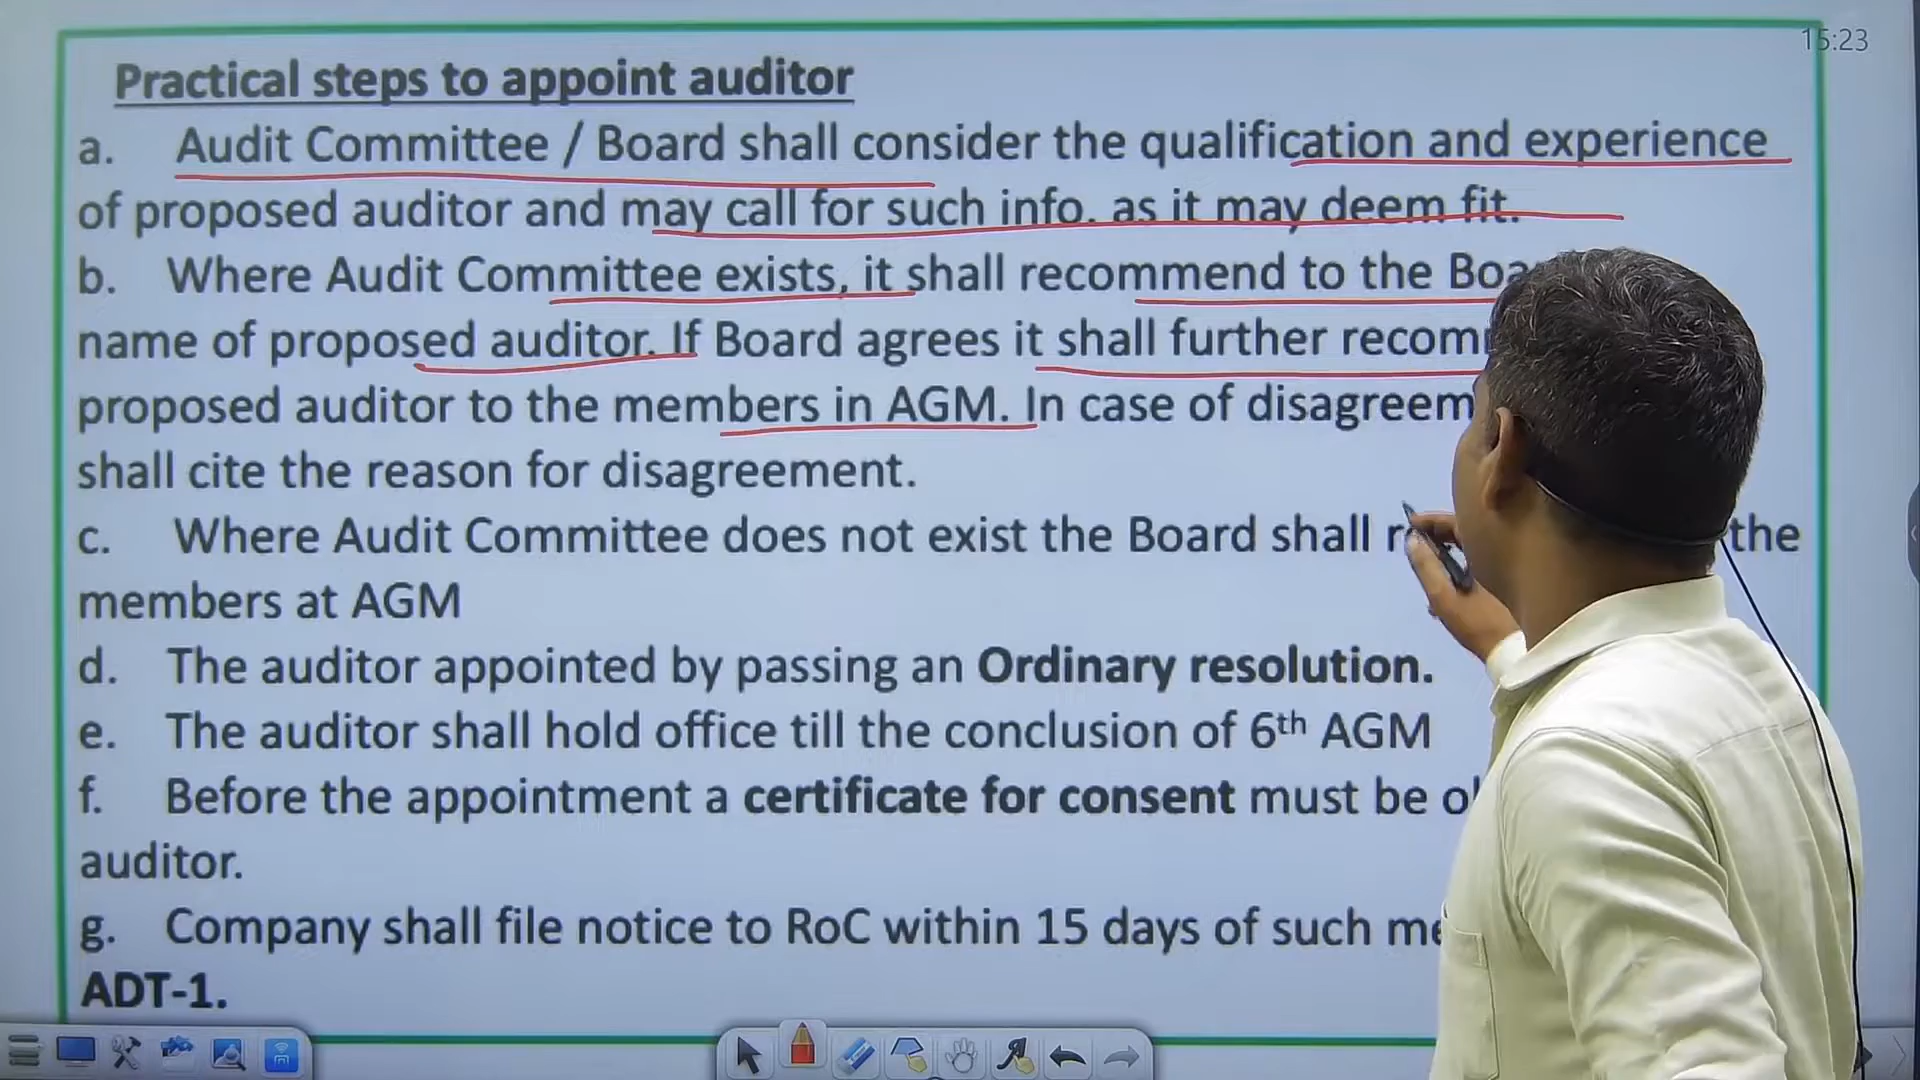 15:23
Practical steps to appoint auditor
a. Audit Committee / Board shall consider the qualification and experience
of proposed auditor and may call for such info. as it may deem fit.
b. Where Audit Committee exists, it shall recommend to the
name of proposed auditor. If Board agrees it shall further
proposed auditor to the members in AGM. In case of
shall cite the reason for disagreement.
c. Where Audit Committee does not exist the Board shall the
members at AGM
d. The auditor appointed by passing an Ordinary resolution.
e. The auditor shall hold office till the conclusion of 6th AGM
f. Before the appointment a certificate for consent must be
auditor.
g. Company shall file notice to RoC within 15 days of such
ADT-1.